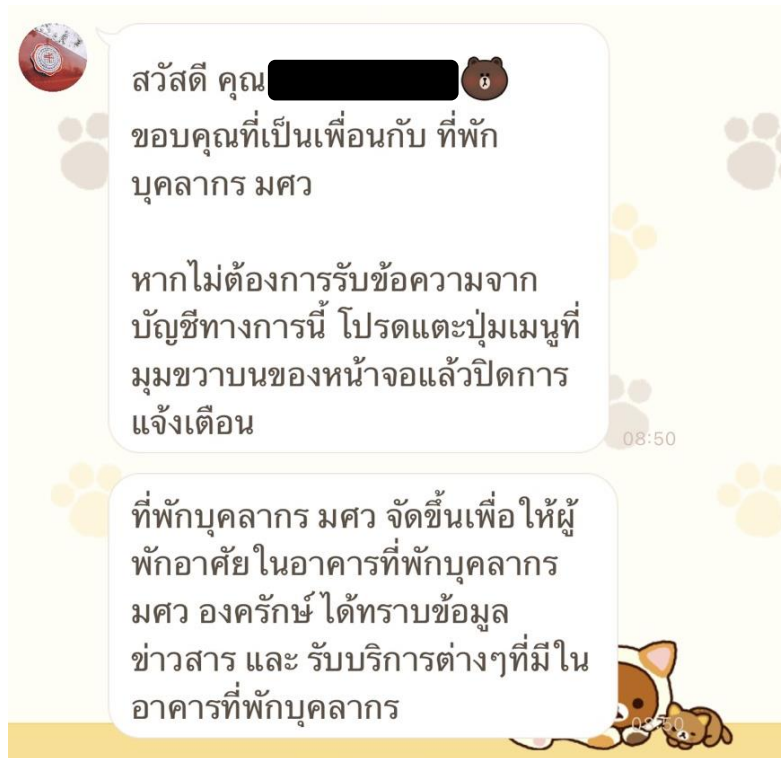 สวัสดี คุณ
ขอบคุณที่เป็นเพื่อนกับ ที่พัก
บุคลากร มศว
หากไม่ต้องการรับข้อความจาก
บัญชีทางการนี้ โปรดแตะปุ่มเมนูที่
มุมขวาบนของหน้าจอแล้วปิดการ
แจ้งเตือน
08:50
ที่พักบุคลากร มศว จัดขึ้นเพื่อให้ผู้
พักอาศัยในอาคารที่พักบุคลากร
มศว องครักษ์ ได้ทราบข้อมูล
ข่าวสาร และ รับบริการต่างๆที่มีใน
อาคารที่พักบุคลากร
08:50